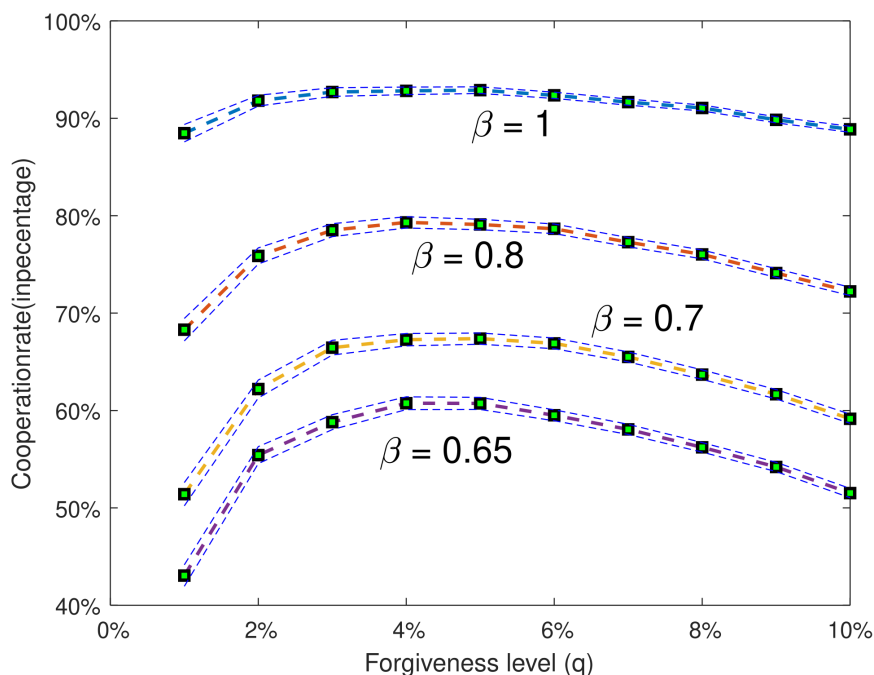 100%
90%
80%
70%
60%
50%
40%
β = 1
β = 0.8
β = 0.7
β = 0.65
0%
2%
4%
6%
8%
10%
Forgiveness level (q)
Cooperationrate(inpecentage)